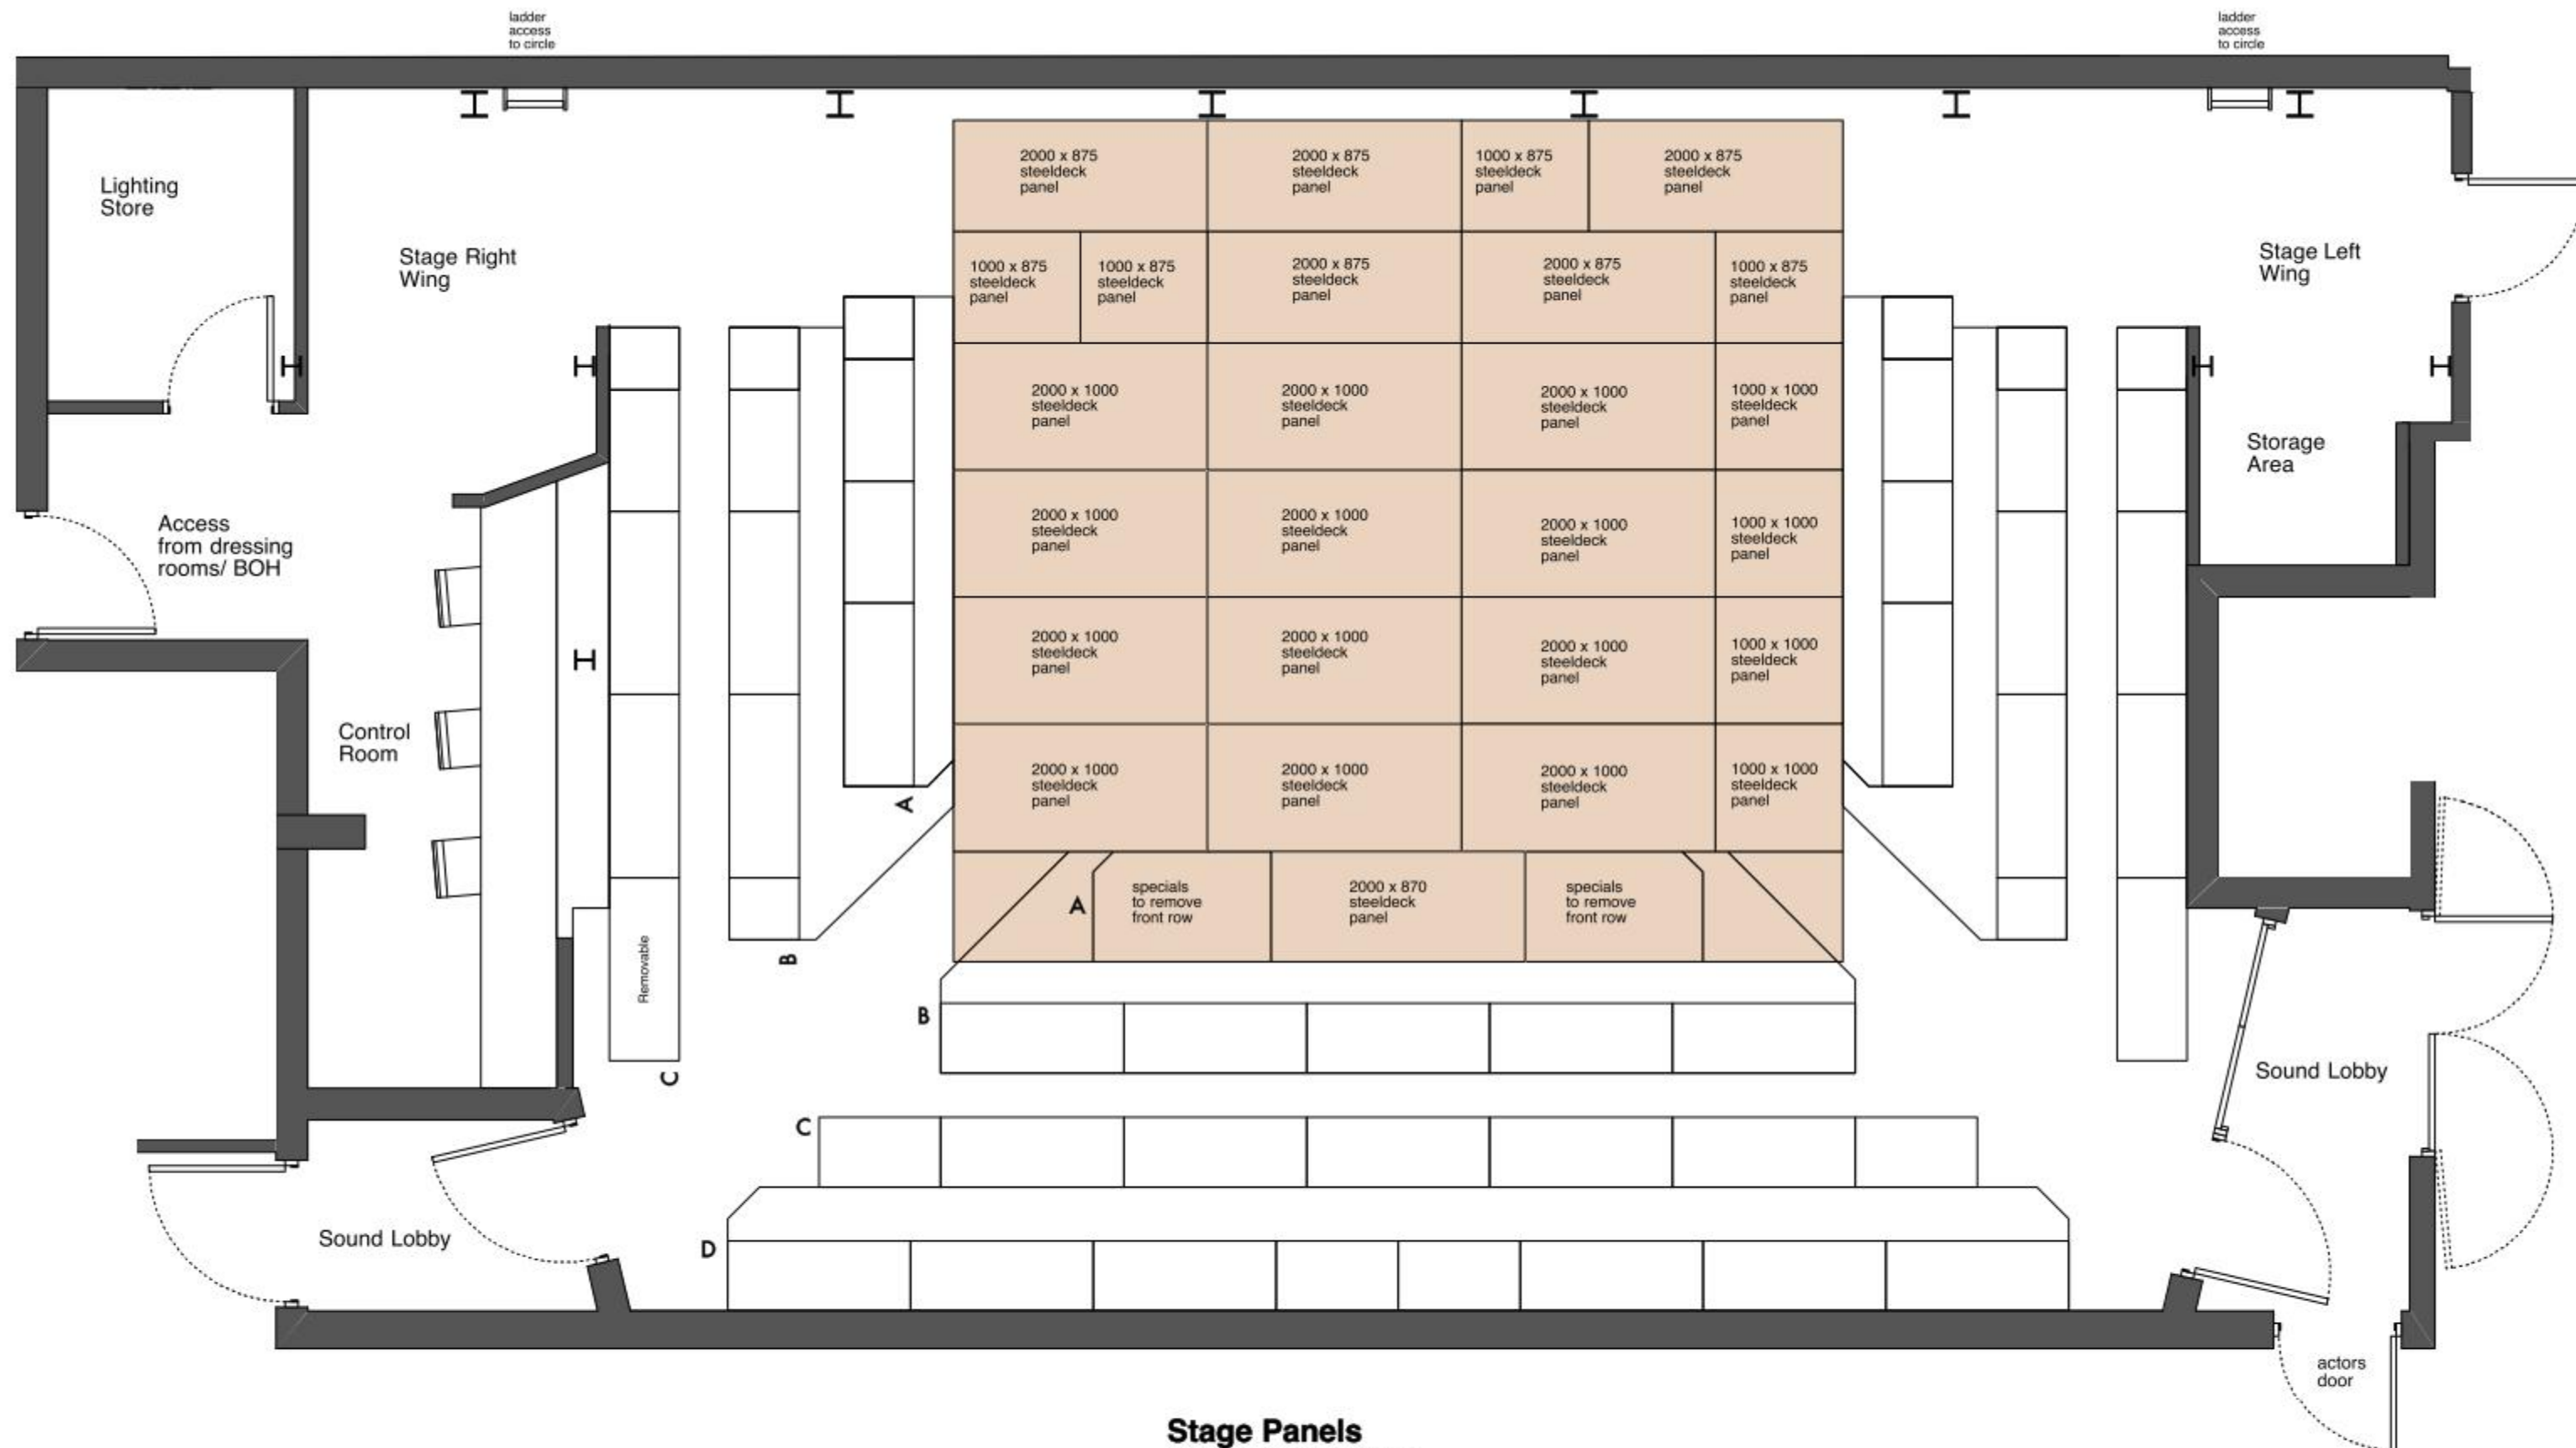 ladder
access
to circle
ladder
access
to circle
Lighting
Store
Stage Right
Wing
Stage Left
Wing
2000 x 875
steeldeck
panel
2000 x 875
steeldeck
panel
1000 x 875
steeldeck
panel
2000 x 875
steeldeck
panel
1000 x 875
steeldeck
panel
1000 x 875
steeldeck
panel
2000 x 875
steeldeck
panel
2000 x 875
steeldeck
panel
1000 x 875
steeldeck
panel
2000 x 1000
steeldeck
panel
2000 x 1000
steeldeck
panel
2000 x 1000
steeldeck
panel
1000 x 1000
steeldeck
panel
Storage
Area
Access
from dressing
rooms/ BOH
2000 x 1000
steeldeck
panel
2000 x 1000
steeldeck
panel
2000 x 1000
steeldeck
panel
1000 x 1000
steeldeck
panel
2000 x 1000
steeldeck
panel
2000 x 1000
steeldeck
panel
2000 x 1000
steeldeck
panel
1000 x 1000
steeldeck
panel
Control
Room
2000 x 1000
steeldeck
panel
2000 x 1000
steeldeck
panel
2000 x 1000
steeldeck
panel
1000 x 1000
steeldeck
panel
A
A
specials
to remove
front row
2000 x 870
steeldeck
panel
specials
to remove
front row
Removable
B
B
C
Sound Lobby
C
Sound Lobby
D
actors
door
Stage Panels